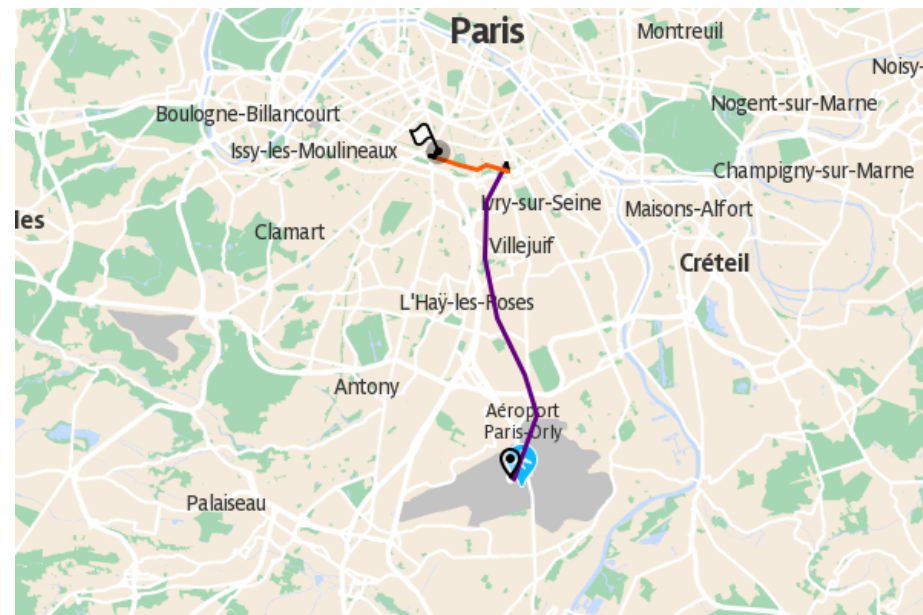 Paris
Montreuil
Noisy-
Nogent-sur-Marne
Boulogne-Billancourt
Issy-les-Moulineaux
Champigny-sur-Marne
les
Ivry-sur-Seine
Maisons-Alfort
Clamart
Villejuif
Créteil
L'Haÿ-les-Roses
Antony
Aéroport
Paris-Orly
Palaiseau